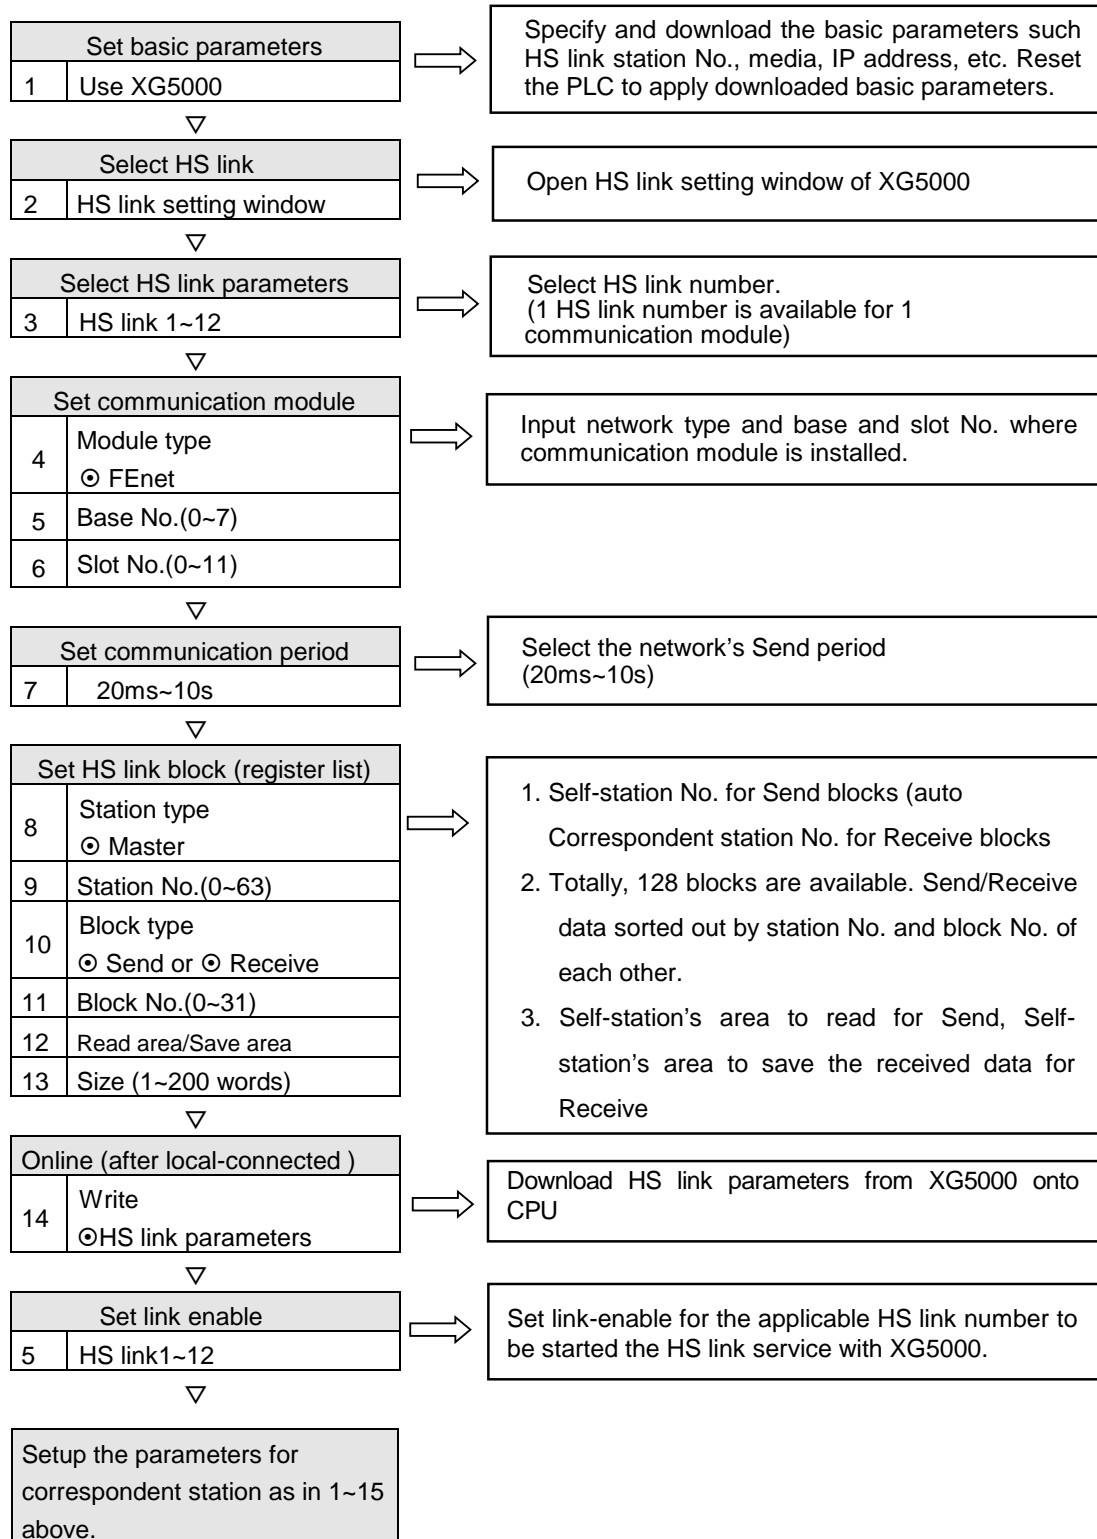 Set basic parameters
1 Use XG5000
Specify and download the basic parameters such
HS link station No., media, IP address, etc. Reset
the PLC to apply downloaded basic parameters.
Select HS link
2 HS link setting window
Open HS link setting window of XG5000
Select HS link parameters
3 HS link 1~12
Select HS link number.
(1 HS link number is available for 1
communication module)
Set communication module
4 Module type
⊙ FEnet
5 Base No.(0~7)
6 Slot No.(0~11)
Input network type and base and slot No. where
communication module is installed.
Set communication period
7 20ms~10s
Select the network's Send period
(20ms~10s)
Set HS link block (register list)
8 Station type
⊙ Master
9 Station No.(0~63)
10 Block type
⊙ Send or ⊙ Receive
11 Block No.(0~31)
12 Read area/Save area
13 Size (1~200 words)
1. Self-station No. for Send blocks (auto
Correspondent station No. for Receive blocks
2. Totally, 128 blocks are available. Send/Receive
data sorted out by station No. and block No. of
each other.
3. Self-station's area to read for Send, Self-
station's area to save the received data for
Receive
Online (after local-connected )
14 Write
⊙HS link parameters
Download HS link parameters from XG5000 onto
CPU
Set link enable
5 HS link1~12
Set link-enable for the applicable HS link number to
be started the HS link service with XG5000.
Setup the parameters for
correspondent station as in 1~15
above.